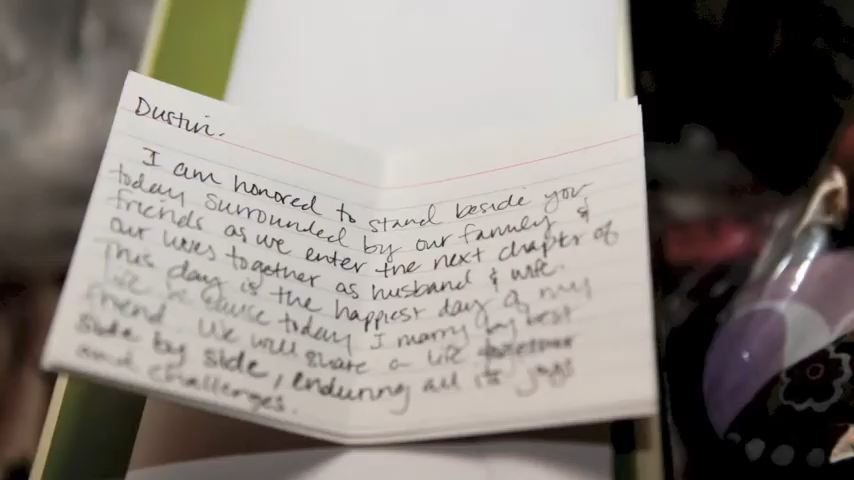 Dustin.
I am honored to stand beside you
today surrounded by our family &
friends as we enter the next chapter of
our lives together as husband & wife.
This day is the happiest day of my
life because today I marry my best
friend. We will share a life together
side by side, enduring all its joys
and challenges.